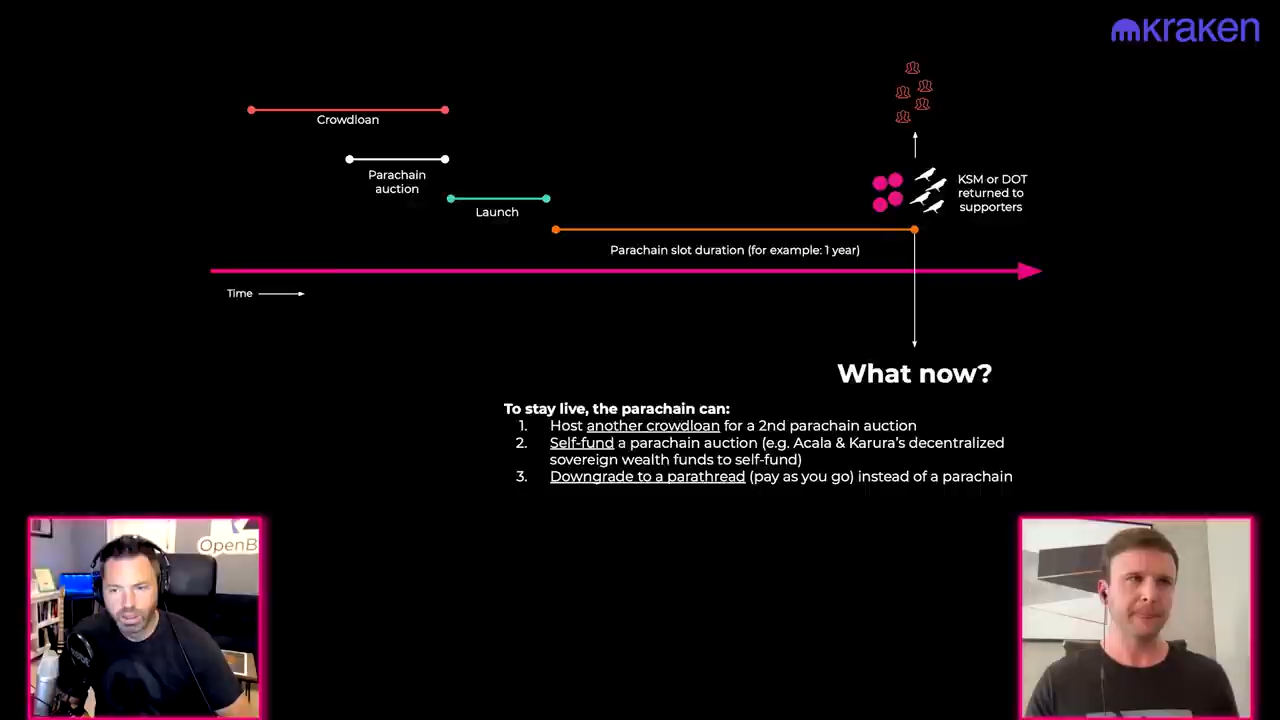 kraken
Crowdloan
Parachain
auction
Launch
KSM or DOT
returned to
supporters
Parachain slot duration (for example: 1 year)
Time
What now?
To stay live, the parachain can:
1. Host another crowdloan for a 2nd parachain auction
2. Self-fund a parachain auction (e.g. Acala & Karura's decentralized
sovereign wealth funds to self-fund)
3. Downgrade to a parathread (pay as you go) instead of a parachain
OpenB